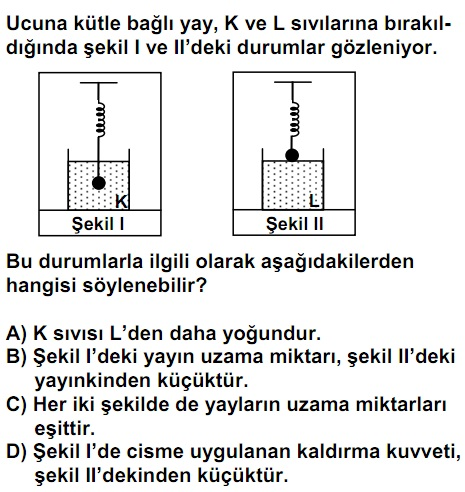 Ucuna kütle bağlı yay, K ve L sıvılarına bırakıl-
dığında şekil I ve II'deki durumlar gözleniyor.
K
L
Şekil I
Şekil II
Bu durumlarla ilgili olarak aşağıdakilerden
hangisi söylenebilir?
A) K sıvısı L'den daha yoğundur.
B) Şekil I'deki yayın uzama miktarı, şekil II'deki
yayınkinden küçüktür.
C) Her iki şekilde de yayların uzama miktarları
eşittir.
D) Şekil I'de cisme uygulanan kaldırma kuvveti,
şekil II'dekinden küçüktür.